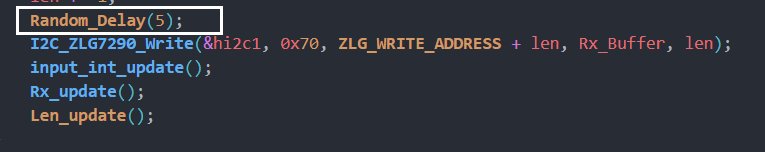 Random_Delay(5);
I2C_ZLG7290_Write(&hi2c1, 0x70, ZLG_WRITE_ADDRESS + len, Rx_Buffer, len);
input_int_update();
Rx_update();
Len_update();